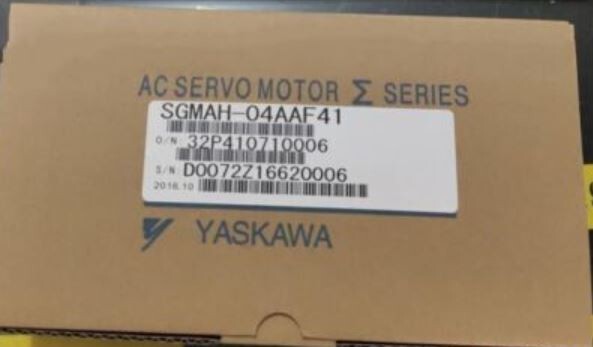 AC SERVO MOTOR Σ SERIES
SGMAH-04AAF41
O/N 32P410710006
S/N D0072Z16620006
2016.10
YASKAWA